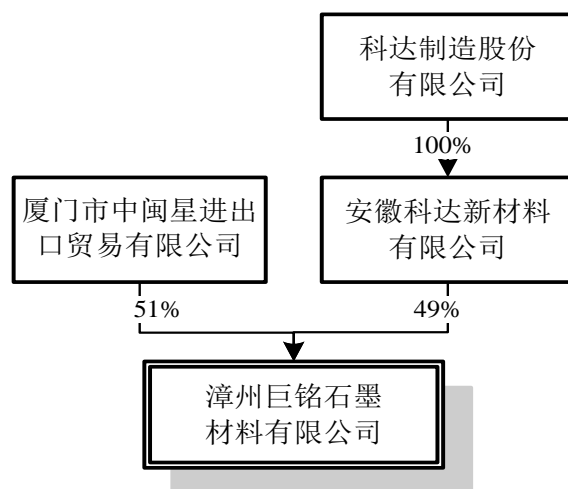 科达制造股份
有限公司
100%
厦门市中闽星进出
口贸易有限公司
安徽科达新材料
有限公司
51%
49%
漳州巨铭石墨
材料有限公司